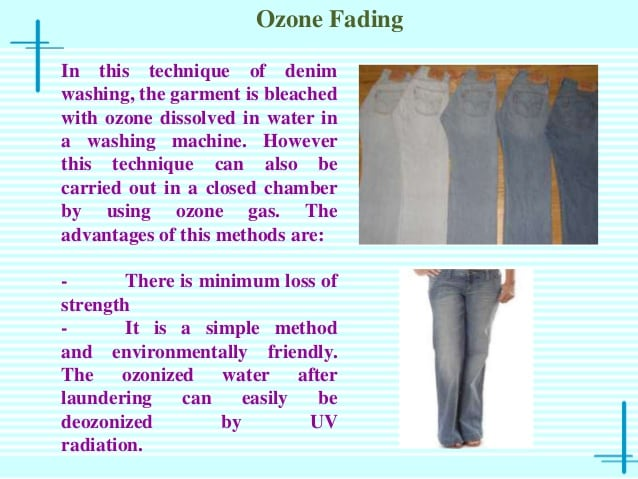 Ozone Fading
In this technique of denim
washing, the garment is bleached
with ozone dissolved in water in
a washing machine. However
this technique can also be
carried out in a closed chamber
by using ozone gas. The
advantages of this methods are:
- There is minimum loss of
strength
- It is a simple method
and environmentally friendly.
The ozonized water after
laundering can easily be
deozonized by UV
radiation.